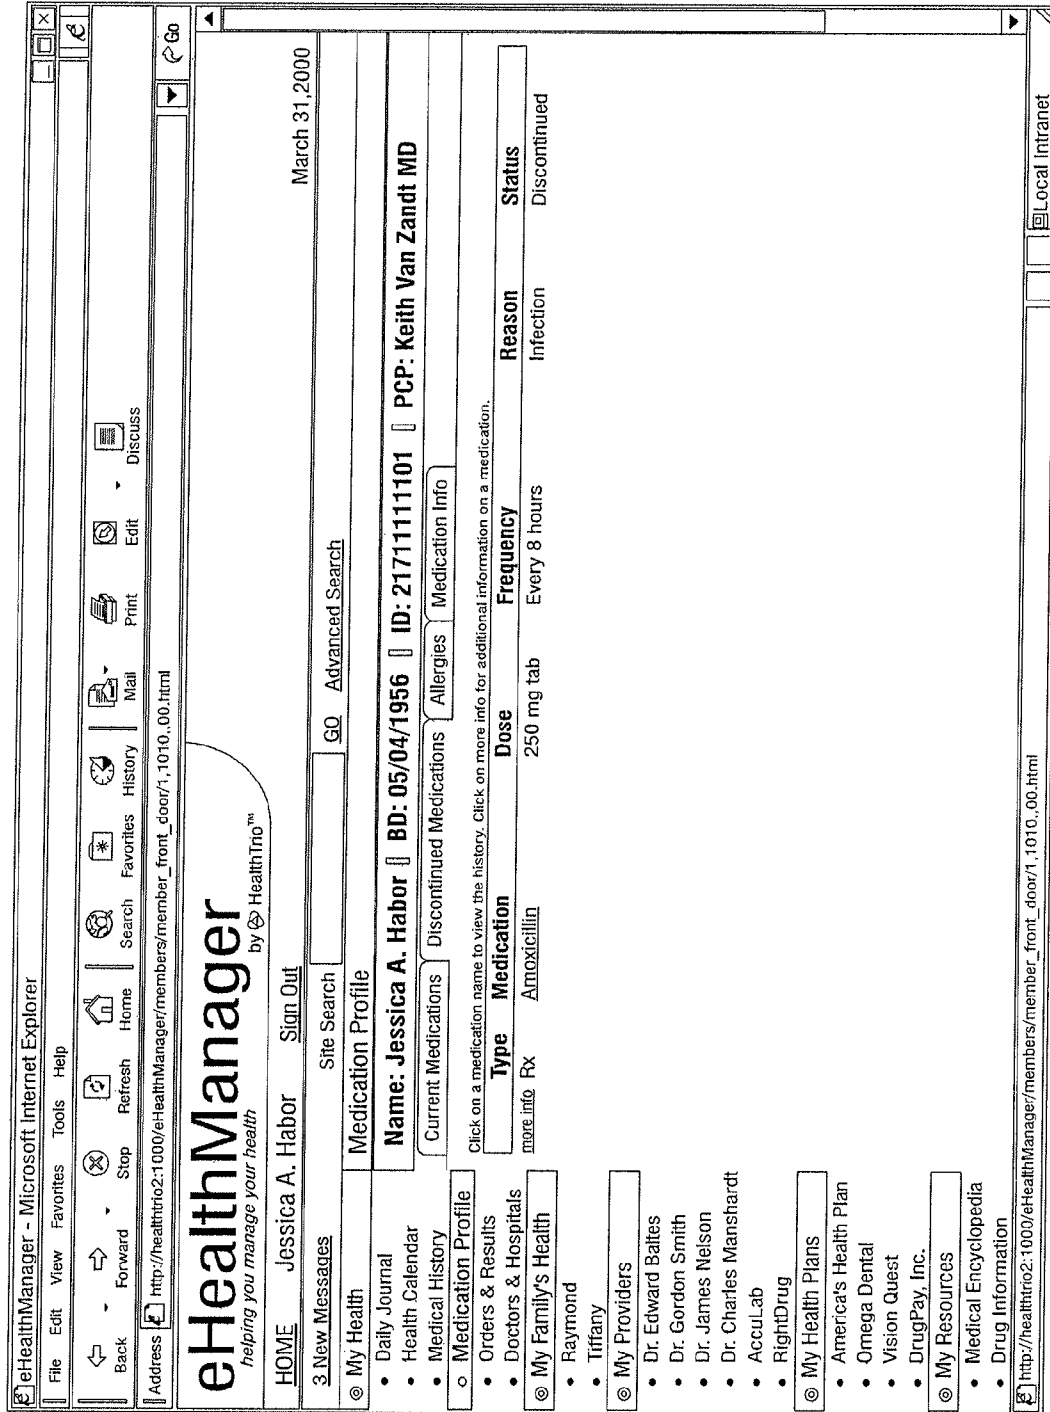 eHealthManager - Microsoft Internet Explorer
File Edit View Favorites Tools Help
Back Forward Stop Refresh Home Search Favorites History Mail Print Edit Discuss
Address http://healthtrio2:1000/eHealthManager/members/member_front_door/1,1010,,00.html Go
eHealthManager
helping you manage your health by HealthTrio™
HOME Jessica A. Habor Sign Out March 31,2000
3 New Messages Site Search GO Advanced Search
My Health
• Daily Journal
• Health Calendar
• Medical History
○ Medication Profile
• Orders & Results
• Doctors & Hospitals
My Family's Health
• Raymond
• Tiffany
My Providers
• Dr. Edward Baltes
• Dr. Gordon Smith
• Dr. James Nelson
• Dr. Charles Manshardt
• AccuLab
• RightDrug
My Health Plans
• America's Health Plan
• Omega Dental
• Vision Quest
• DrugPay, Inc.
My Resources
• Medical Encyclopedia
• Drug Information
Medication Profile
Name: Jessica A. Habor BD: 05/04/1956 ID: 21711111101 PCP: Keith Van Zandt MD
Current Medications Discontinued Medications Allergies Medication Info
Click on a medication name to view the history. Click on more info for additional information on a medication.
Type Medication Dose Frequency Reason Status
more info Rx Amoxicillin 250 mg tab Every 8 hours Infection Discontinued
http://healthtrio2:1000/eHealthManager/members/member_front_door/1,1010,,00.html Local Intranet